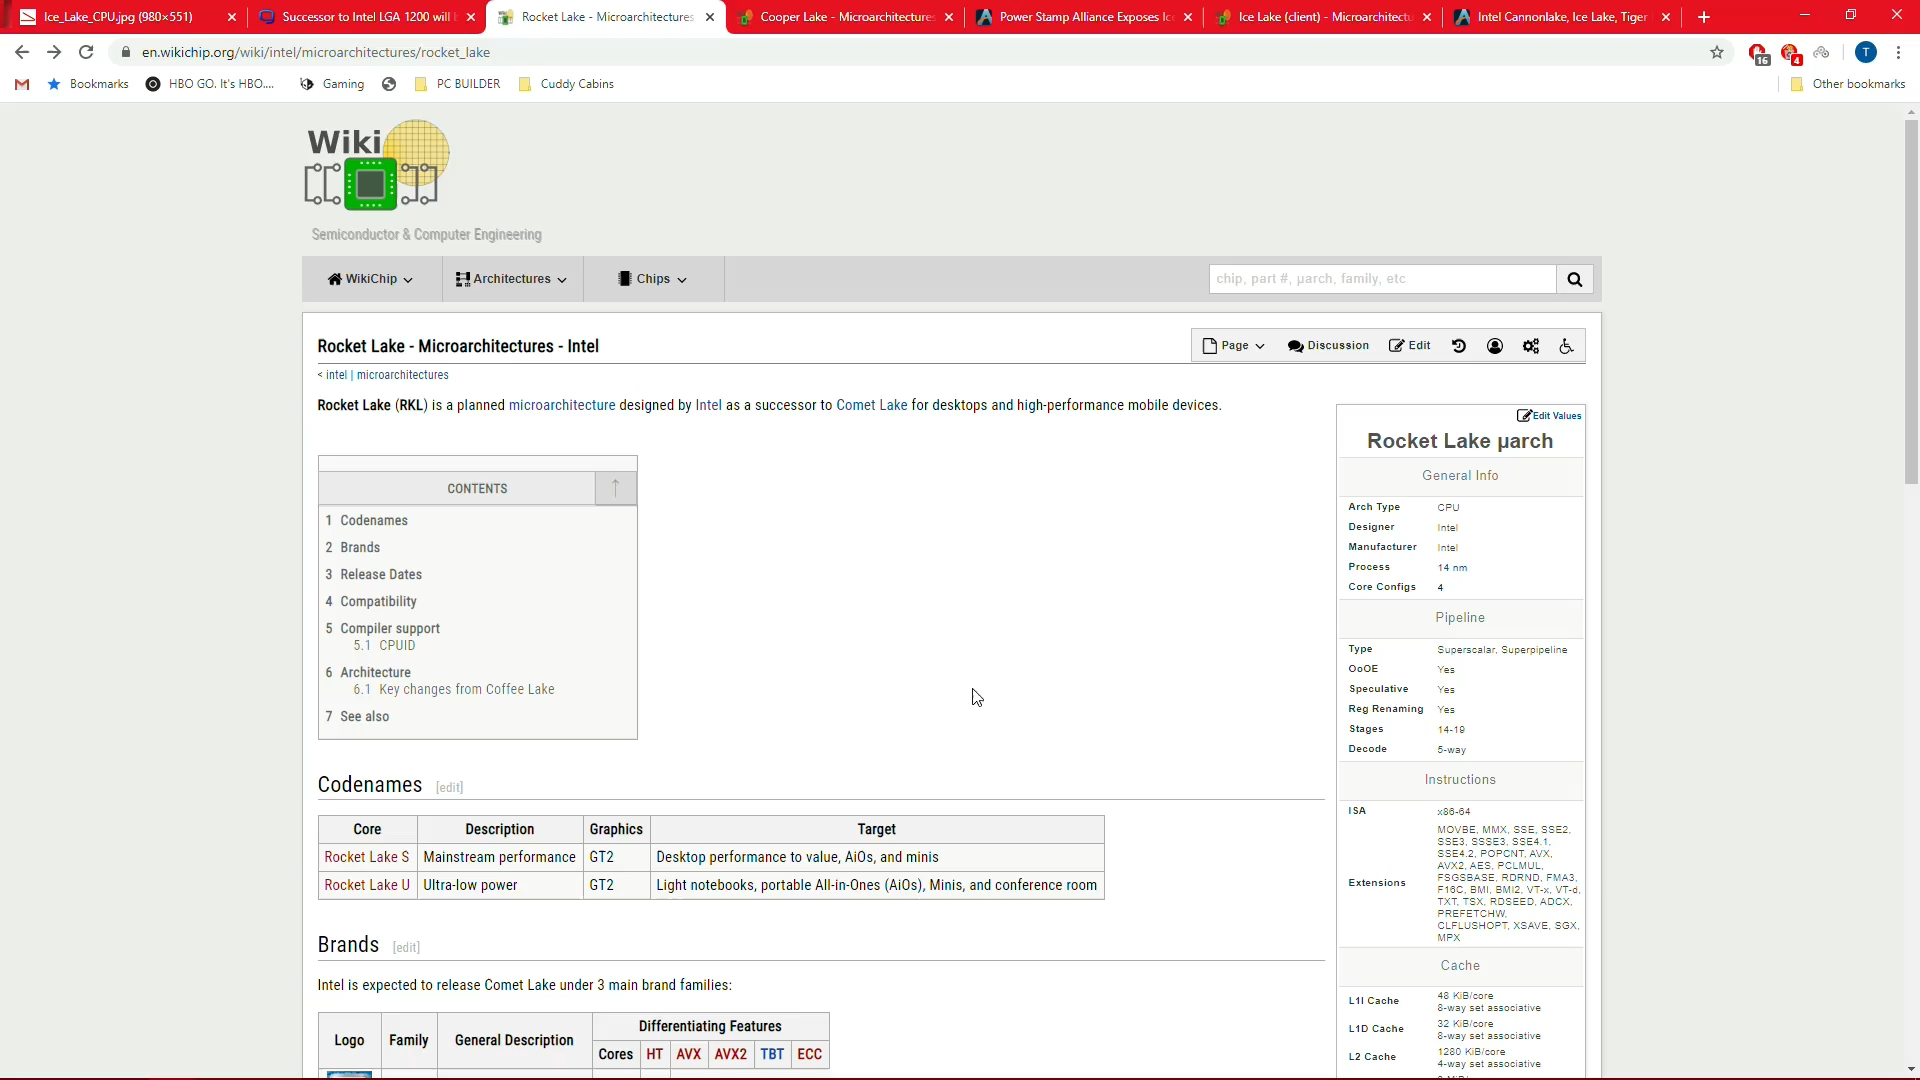 Ice_Lake_CPU.jpg (980×551)
Successor to Intel LGA 1200 will
Rocket Lake - Microarchitectures
Cooper Lake - Microarchitectures
Power Stamp Alliance Exposes Ic
Ice Lake (client) - Microarchitectu
Intel Cannonlake, Ice Lake, Tiger
en.wikichip.org/wiki/intel/microarchitectures/rocket_lake
16
4
T
Bookmarks
HBO GO. It's HBO....
Gaming
PC BUILDER
Cuddy Cabins
Other bookmarks
Wiki
Semiconductor & Computer Engineering
WikiChip
Architectures
Chips
chip, part #, µarch, family, etc
Rocket Lake - Microarchitectures - Intel
Page
Discussion
Edit
< intel | microarchitectures
Rocket Lake (RKL) is a planned microarchitecture designed by Intel as a successor to Comet Lake for desktops and high-performance mobile devices.
CONTENTS
↑
1 Codenames
2 Brands
3 Release Dates
4 Compatibility
5 Compiler support
5.1 CPUID
6 Architecture
6.1 Key changes from Coffee Lake
7 See also
Codenames [edit]
Core Description Graphics Target
Rocket Lake S Mainstream performance GT2 Desktop performance to value, AiOs, and minis
Rocket Lake U Ultra-low power GT2 Light notebooks, portable All-in-Ones (AiOs), Minis, and conference room
Brands [edit]
Intel is expected to release Comet Lake under 3 main brand families:
Logo Family General Description Differentiating Features
Cores HT AVX AVX2 TBT ECC
Edit Values
Rocket Lake µarch
General Info
Arch Type CPU
Designer Intel
Manufacturer Intel
Process 14 nm
Core Configs 4
Pipeline
Type Superscalar, Superpipeline
OoOE Yes
Speculative Yes
Reg Renaming Yes
Stages 14-19
Decode 5-way
Instructions
ISA x86-64
Extensions
MOVBE, MMX, SSE, SSE2,
SSE3, SSSE3, SSE4.1,
SSE4.2, POPCNT, AVX,
AVX2, AES, PCLMUL,
FSGSBASE, RDRND, FMA3,
F16C, BMI, BMI2, VT-x, VT-d,
TXT, TSX, RDSEED, ADCX,
PREFETCHW,
CLFLUSHOPT, XSAVE, SGX,
MPX
Cache
L1I Cache 48 KiB/core
8-way set associative
L1D Cache 32 KiB/core
8-way set associative
L2 Cache 1280 KiB/core
4-way set associative